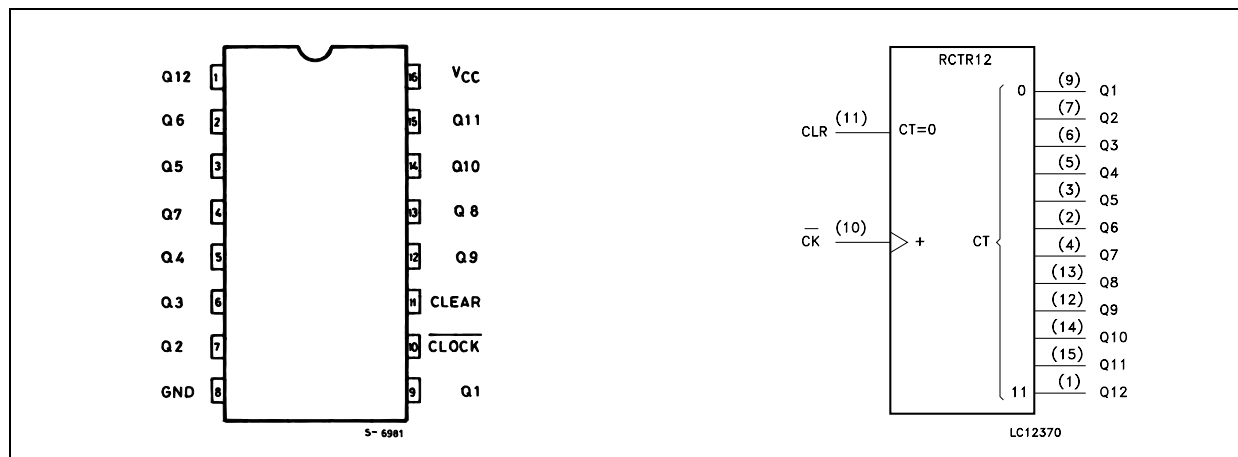 Q12 1 16 VCC
Q6 2 15 Q11
Q5 3 14 Q10
Q7 4 13 Q8
Q4 5 12 Q9
Q3 6 11 CLEAR
Q2 7 10 CLOCK
GND 8 9 Q1
S-6981
RCTR12
0 (9) Q1
(7) Q2
CLR (11) CT=0
(6) Q3
(5) Q4
(3) Q5
(2) Q6
CK (10) + CT
(4) Q7
(13) Q8
(12) Q9
(14) Q10
(15) Q11
11 (1) Q12
LC12370